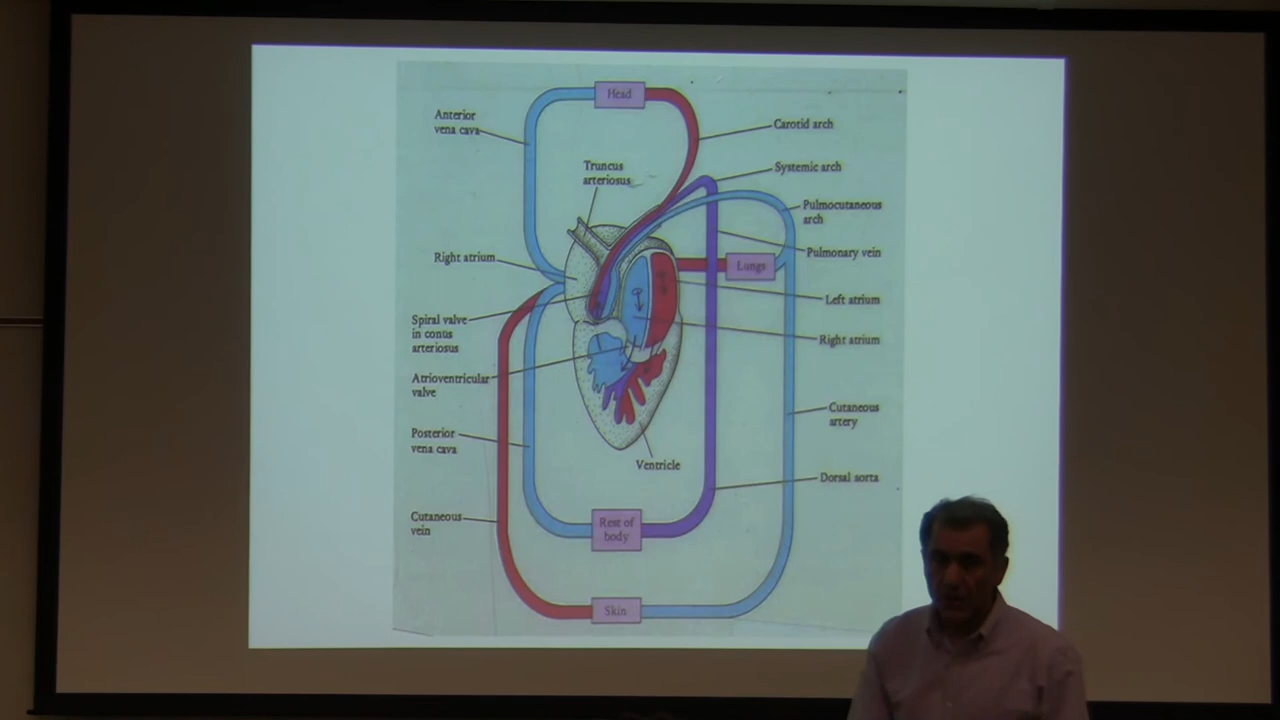 Head
Anterior
vena cava
Carotid arch
Truncus
arteriosus
Systemic arch
Pulmocutaneous
arch
Pulmonary vein
Right atrium
Lungs
Left atrium
Spiral valve
in conus
arteriosus
Right atrium
Atrioventricular
valve
Cutaneous
artery
Posterior
vena cava
Ventricle
Dorsal aorta
Cutaneous
vein
Rest of
body
Skin